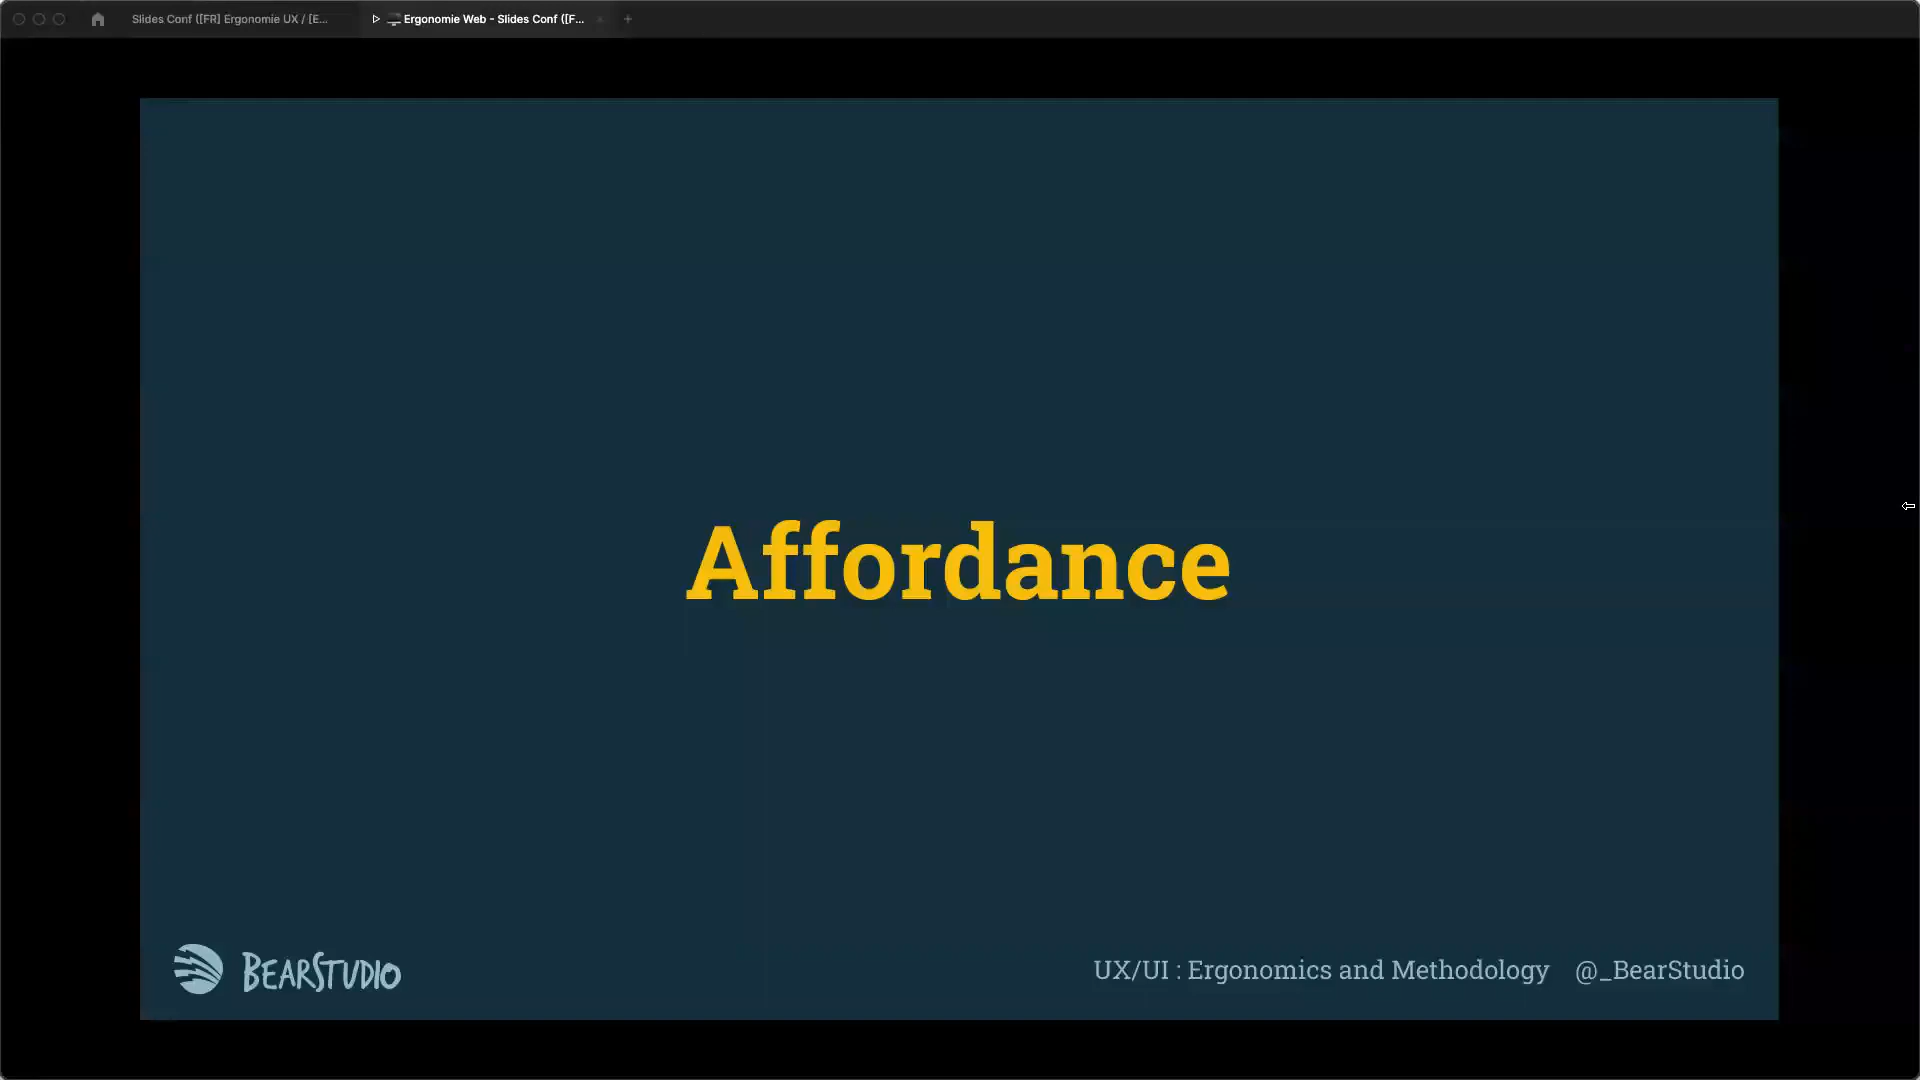 Slides Conf ([FR] Ergonomie UX / [E...
Ergonomie Web - Slides Conf ([F...
Affordance
BEARSTUDIO
UX/UI : Ergonomics and Methodology @_BearStudio